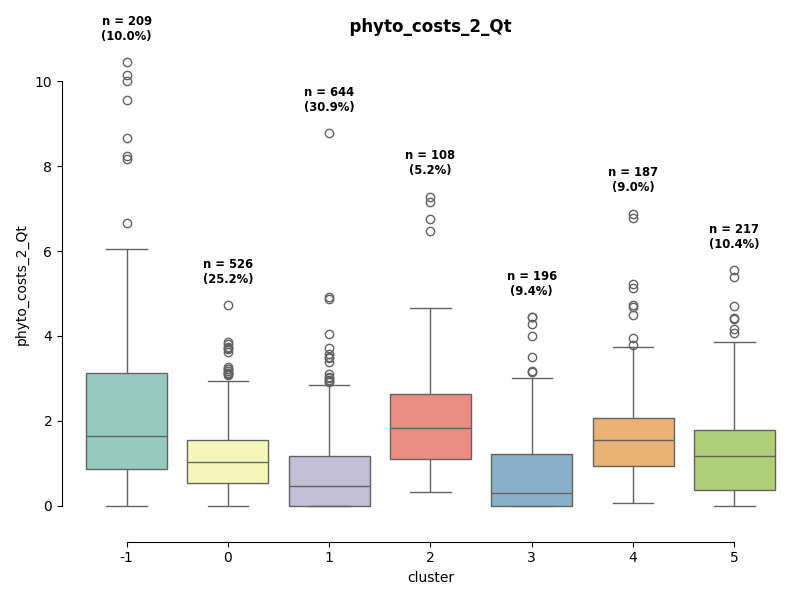 phyto_costs_2_Qt
n = 209
(10.0%)
n = 526
(25.2%)
n = 644
(30.9%)
n = 108
(5.2%)
n = 196
(9.4%)
n = 187
(9.0%)
n = 217
(10.4%)
phyto_costs_2_Qt
10
8
6
4
2
0
-1
0
1
2
3
4
5
cluster